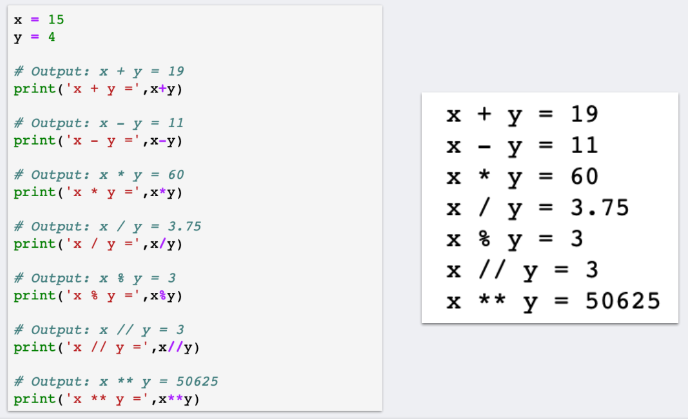 x = 15
y = 4
# Output: x + y = 19
print('x + y =',x+y)
# Output: x - y = 11
print('x - y =',x-y)
# Output: x * y = 60
print('x * y =',x*y)
# Output: x / y = 3.75
print('x / y =',x/y)
# Output: x % y = 3
print('x % y =',x%y)
# Output: x // y = 3
print('x // y =',x//y)
# Output: x ** y = 50625
print('x ** y =',x**y)
x + y = 19
x - y = 11
x * y = 60
x / y = 3.75
x % y = 3
x // y = 3
x ** y = 50625